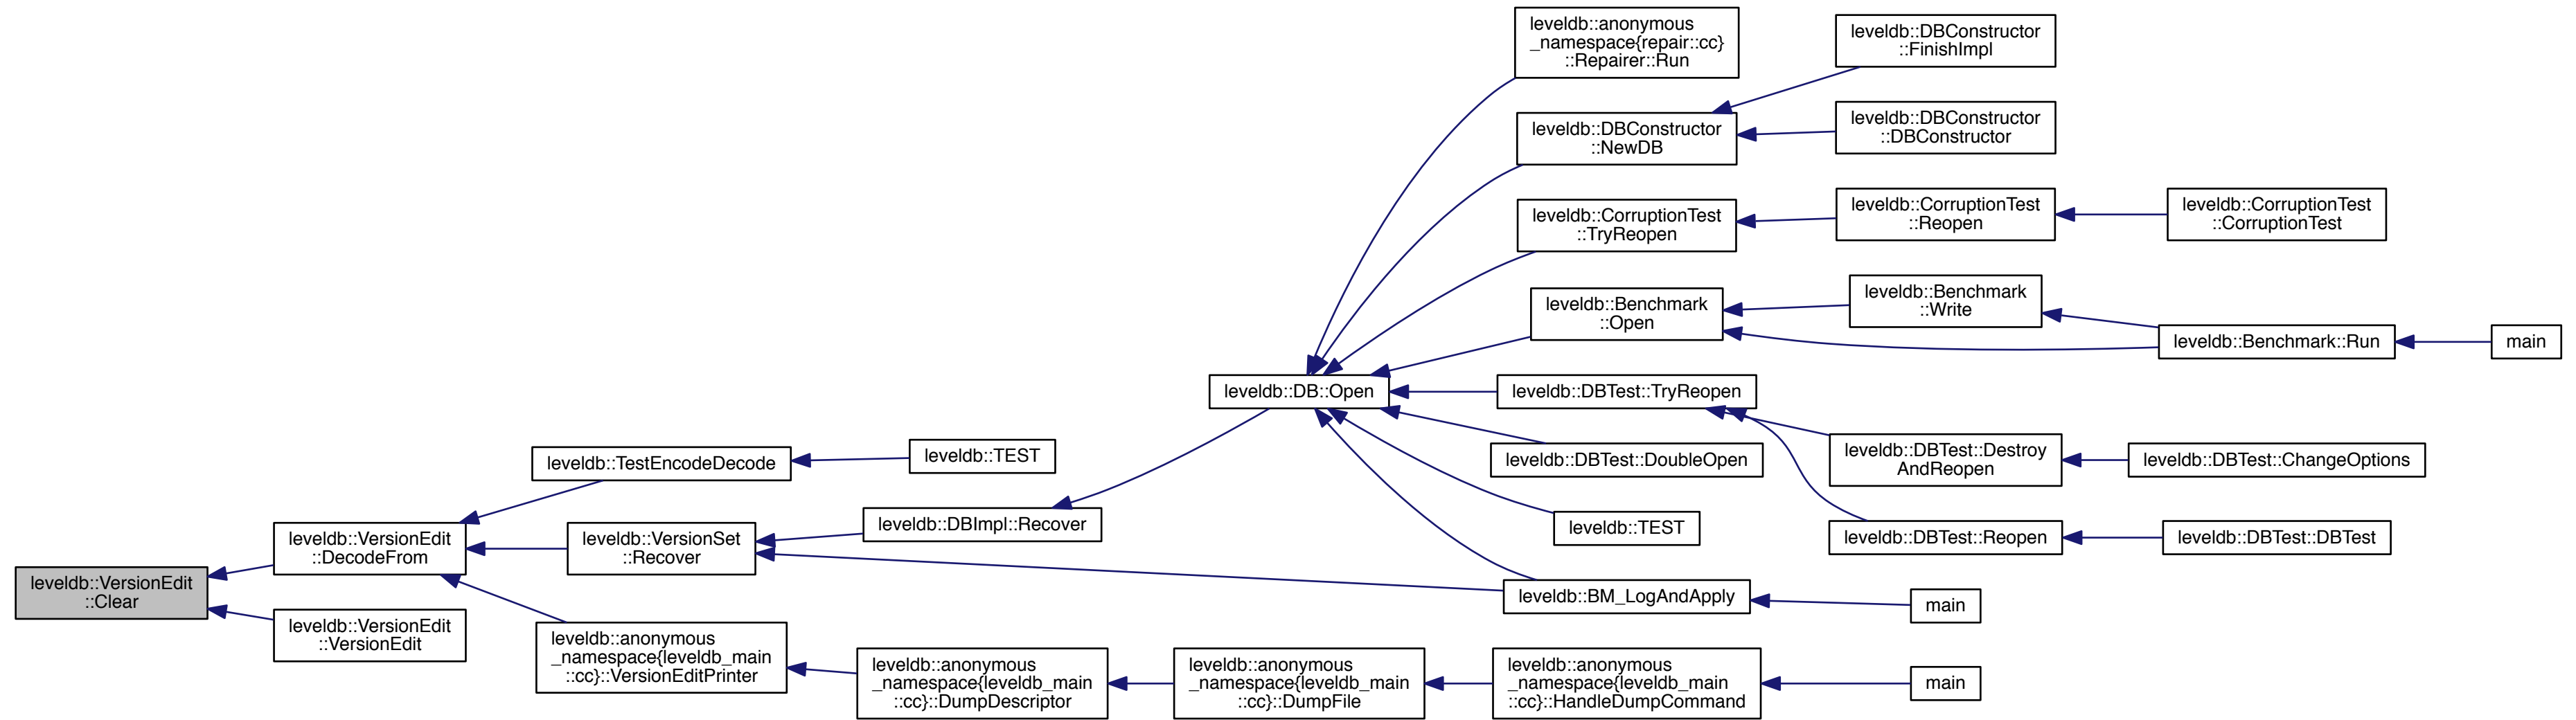 leveldb::VersionEdit
::Clear
leveldb::VersionEdit
::DecodeFrom
leveldb::VersionEdit
::VersionEdit
leveldb::TestEncodeDecode
leveldb::TEST
leveldb::VersionSet
::Recover
leveldb::DBImpl::Recover
leveldb::anonymous
_namespace{leveldb_main
::cc}::VersionEditPrinter
leveldb::anonymous
_namespace{leveldb_main
::cc}::DumpDescriptor
leveldb::anonymous
_namespace{leveldb_main
::cc}::DumpFile
leveldb::anonymous
_namespace{leveldb_main
::cc}::HandleDumpCommand
main
leveldb::DB::Open
leveldb::anonymous
_namespace{repair::cc}
::Repairer::Run
leveldb::DBConstructor
::NewDB
leveldb::DBConstructor
::FinishImpl
leveldb::DBConstructor
::DBConstructor
leveldb::CorruptionTest
::TryReopen
leveldb::CorruptionTest
::Reopen
leveldb::CorruptionTest
::CorruptionTest
leveldb::Benchmark
::Open
leveldb::Benchmark
::Write
leveldb::Benchmark::Run
main
leveldb::DBTest::TryReopen
leveldb::DBTest::Destroy
AndReopen
leveldb::DBTest::ChangeOptions
leveldb::DBTest::Reopen
leveldb::DBTest::DBTest
leveldb::DBTest::DoubleOpen
leveldb::TEST
leveldb::BM_LogAndApply
main